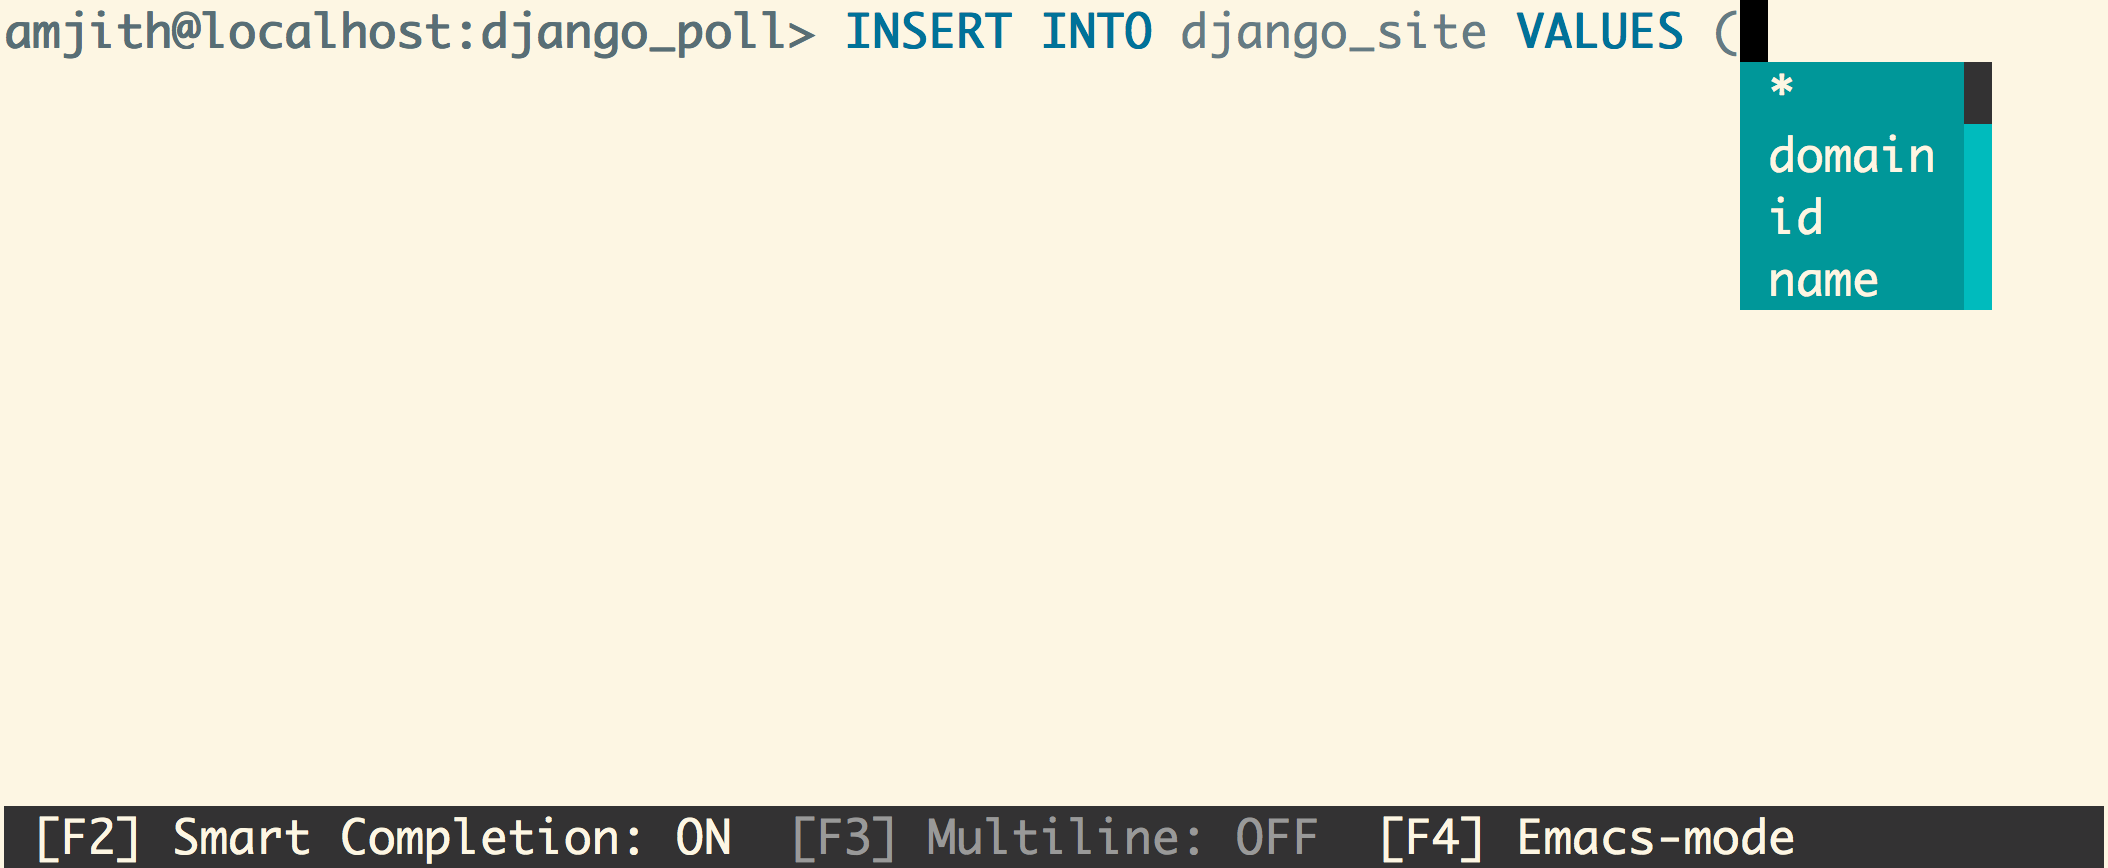 amjith@localhost:django_poll> INSERT INTO django_site VALUES (
*
domain
id
name
[F2] Smart Completion: ON [F3] Multiline: OFF [F4] Emacs-mode